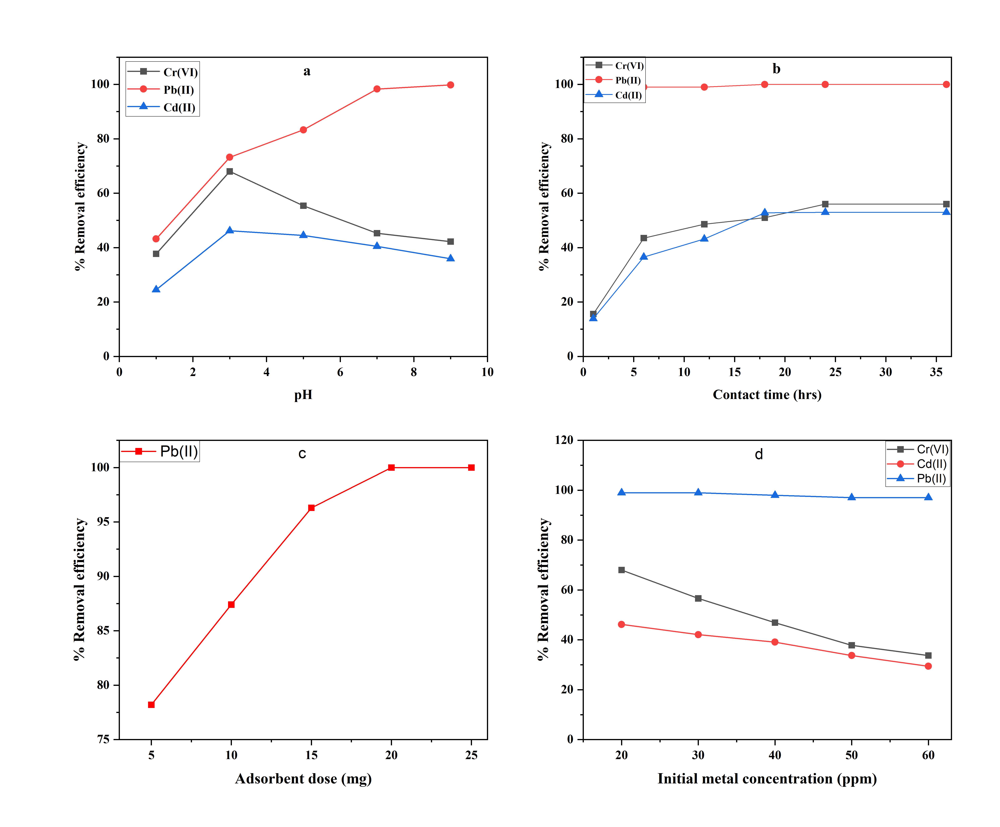 a
Cr(VI)
Pb(II)
Cd(II)
% Removal efficiency
100
80
60
40
20
0
0 2 4 6 8 10
pH
b
Cr(VI)
Pb(II)
Cd(II)
% Removal efficiency
100
80
60
40
20
0
0 5 10 15 20 25 30 35
Contact time (hrs)
c
Pb(II)
% Removal efficiency
100
95
90
85
80
75
5 10 15 20 25
Adsorbent dose (mg)
d
Cr(VI)
Cd(II)
Pb(II)
% Removal efficiency
120
100
80
60
40
20
0
20 30 40 50 60
Initial metal concentration (ppm)